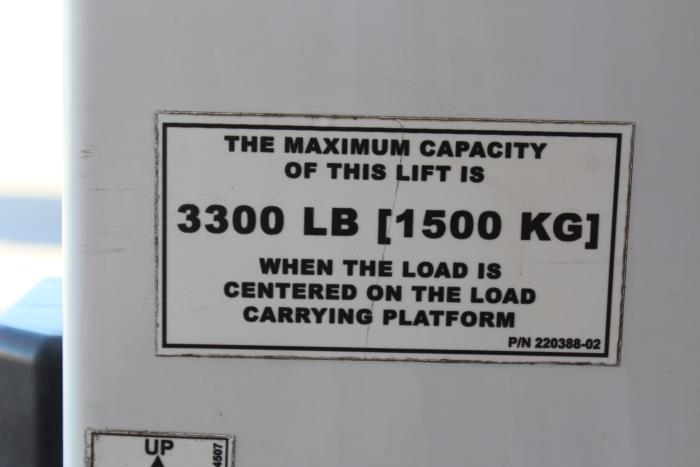 THE MAXIMUM CAPACITY
OF THIS LIFT IS
3300 LB [1500 KG]
WHEN THE LOAD IS
CENTERED ON THE LOAD
CARRYING PLATFORM
P/N 220388-02
UP